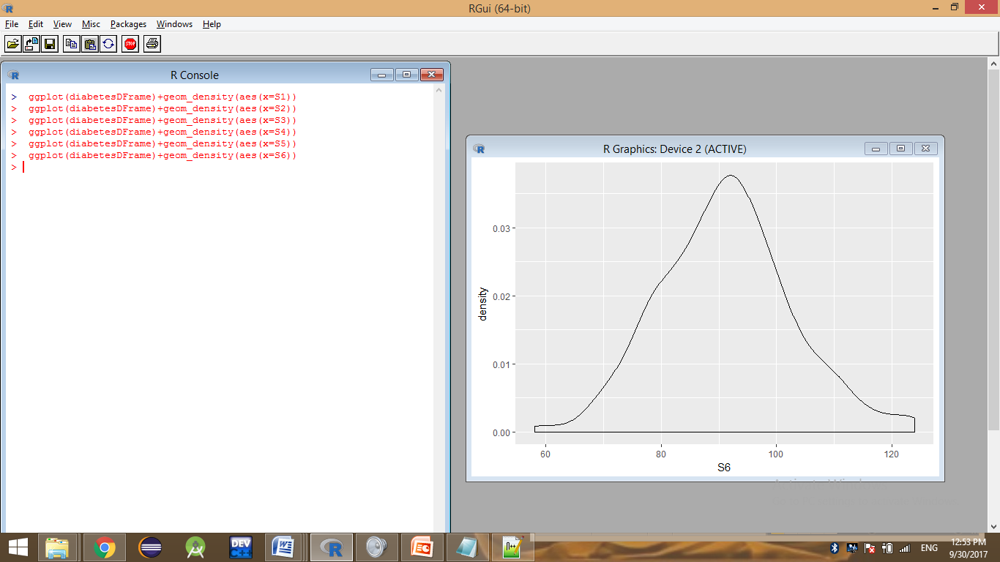 RGui (64-bit)
File Edit View Misc Packages Windows Help
STOP
R Console
> ggplot(diabetesDFrame)+geom_density(aes(x=S1))
> ggplot(diabetesDFrame)+geom_density(aes(x=S2))
> ggplot(diabetesDFrame)+geom_density(aes(x=S3))
> ggplot(diabetesDFrame)+geom_density(aes(x=S4))
> ggplot(diabetesDFrame)+geom_density(aes(x=S5))
> ggplot(diabetesDFrame)+geom_density(aes(x=S6))
>
R Graphics: Device 2 (ACTIVE)
0.03
0.02
0.01
0.00
density
60 80 100 120
S6
DEV C++
ENG
12:53 PM
9/30/2017